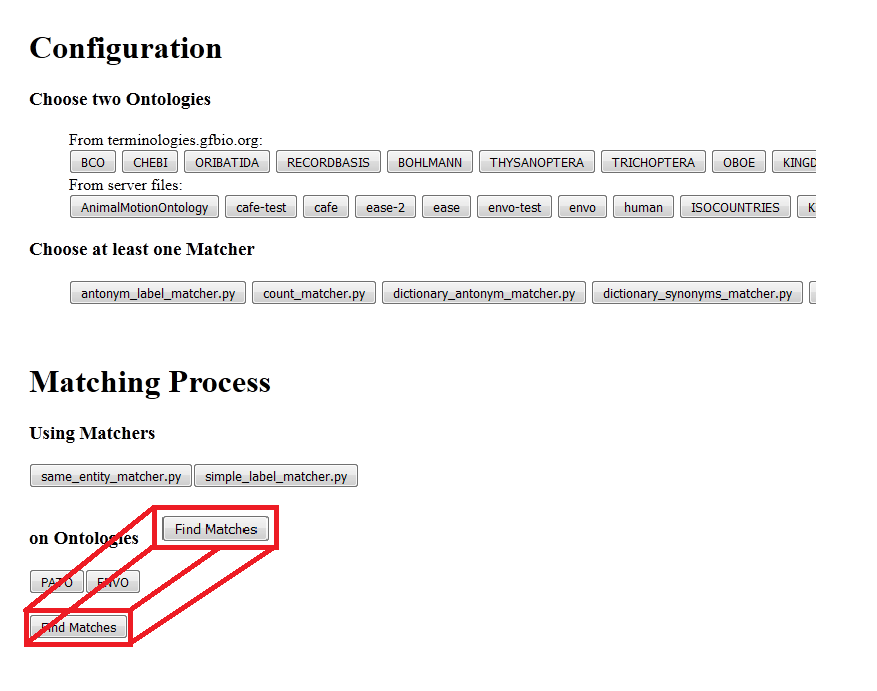 Configuration
Choose two Ontologies
From terminologies.gfbio.org:
BCO CHEBI ORIBATIDA RECORDBASIS BOHLMANN THYSANOPTERA TRICHOPTERA OBOE KINGD
From server files:
AnimalMotionOntology cafe-test cafe ease-2 ease envo-test envo human ISOCOUNTRIES K
Choose at least one Matcher
antonym_label_matcher.py count_matcher.py dictionary_antonym_matcher.py dictionary_synonyms_matcher.py
Matching Process
Using Matchers
same_entity_matcher.py simple_label_matcher.py
Find Matches
on Ontologies
PATO ENVO
Find Matches